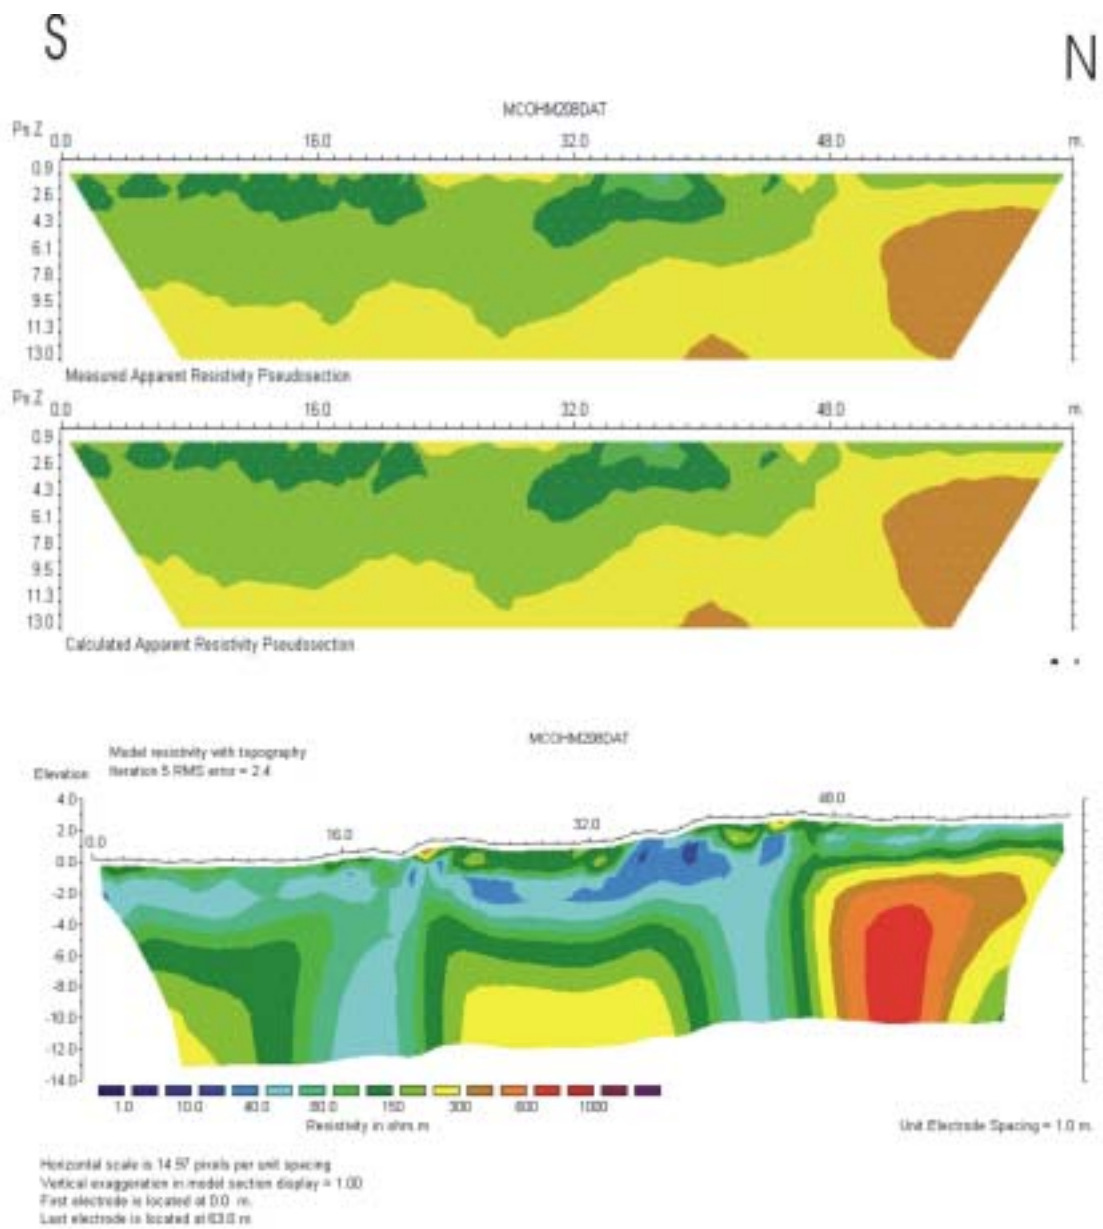 S
N
MCOHM208DAT
Ps.Z 0.0 16.0 32.0 48.0 m.
0.9
2.6
4.3
6.1
7.8
9.5
11.3
13.0
Measured Apparent Resistivity Pseudosection
Ps.Z 0.0 16.0 32.0 48.0 m.
0.9
2.6
4.3
6.1
7.8
9.5
11.3
13.0
Calculated Apparent Resistivity Pseudosection
MCOHM208DAT
Model resistivity with topography
Elevation Iteration 5 RMS error = 2.4
4.0
2.0
0.0
-2.0
-4.0
-6.0
-8.0
-10.0
-12.0
-14.0
0.0 16.0 32.0 48.0
1.0 10.0 40.0 80.0 150 300 600 1000
Resistivity in ohm.m
Unit Electrode Spacing = 1.0 m.
Horizontal scale is 14.97 pixels per unit spacing
Vertical exaggeration in model section display = 1.00
First electrode is located at 0.0 m.
Last electrode is located at 63.0 m.